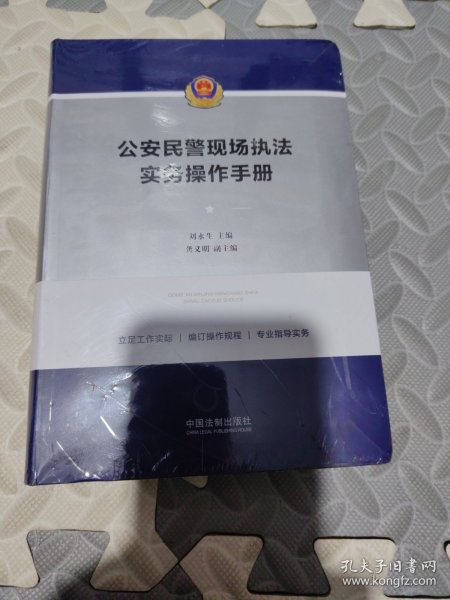 公安民警现场执法
实务操作手册
刘永生 主编
龚义明 副主编
立足工作实际 | 编订操作规程 | 专业指导实务
中国法制出版社
CHINA LEGAL PUBLISHING HOUSE
孔夫子旧书网
www.kongfz.com